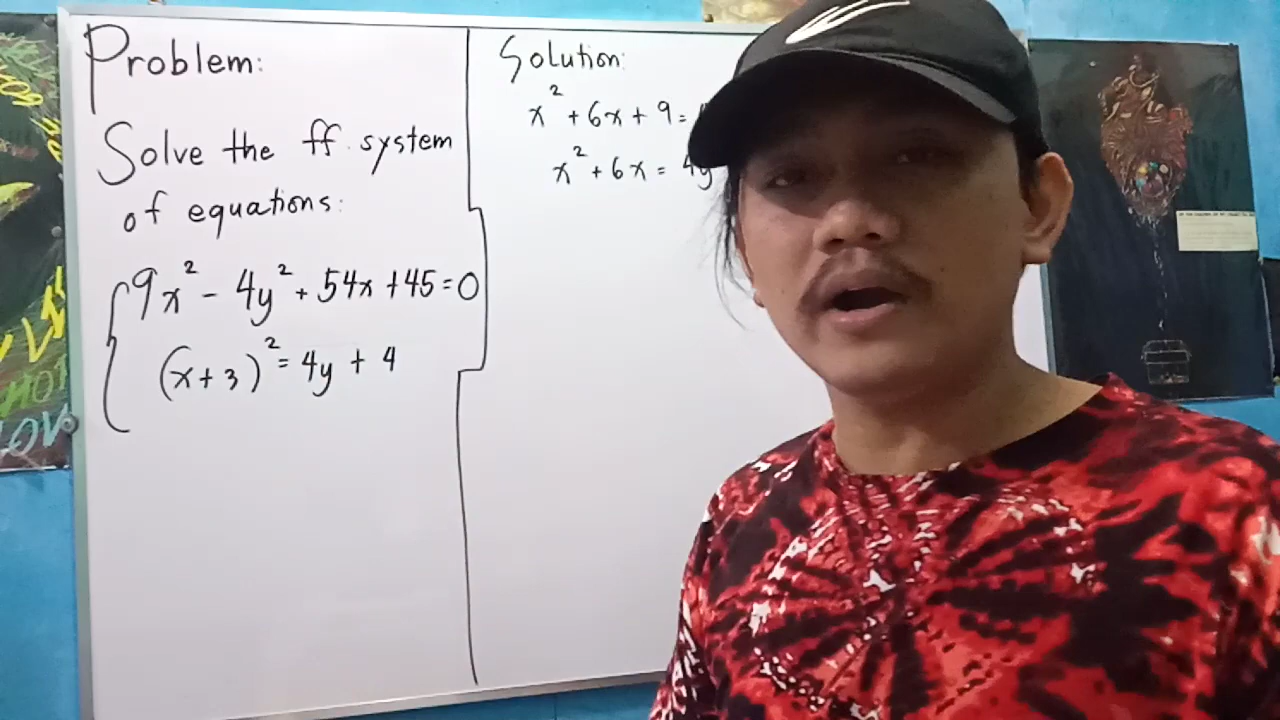 Problem:
Solve the ff. system
of equations:
9x² - 4y² + 54x + 45 = 0
(x+3)² = 4y + 4
Solution:
x² + 6x + 9 =
x² + 6x = 4y